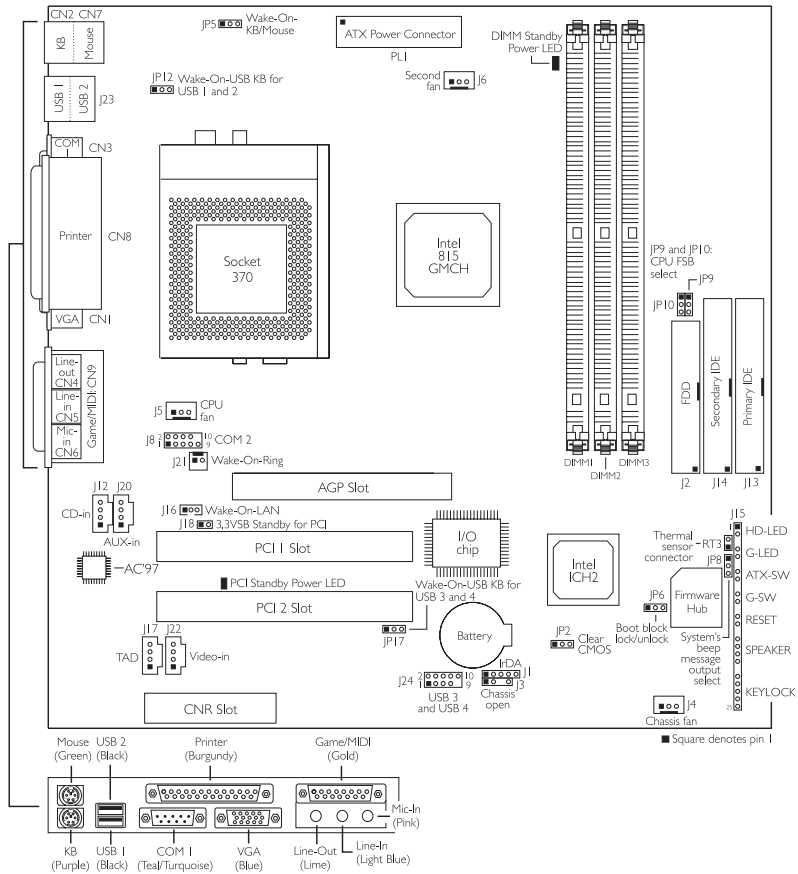 CN2 CN7
KB
Mouse
JP5
Wake-On-
KB/Mouse
ATX Power Connector
PL1
DIMM Standby
Power LED
Second
fan
J6
JP12
Wake-On-USB KB for
USB 1 and 2
USB 1
USB 2
J23
COM
CN3
Printer
CN8
VGA
CN1
Socket
370
Intel
815
GMCH
JP9 and JP10:
CPU FSB
select
JP9
JP10
FDD
Secondary IDE
Primary IDE
J2
J14
J13
DIMM1
DIMM2
DIMM3
Line-
out
CN4
Line-
in
CN5
Mic-
in
CN6
Game/MIDI: CN9
J5
CPU
fan
J8
2
1
10
9
COM 2
J21
Wake-On-Ring
AGP Slot
J12
J20
CD-in
AUX-in
J16
Wake-On-LAN
J18
3.3VSB Standby for PCI
PCI 1 Slot
AC'97
I/O
chip
Intel
ICH2
PCI Standby Power LED
Wake-On-USB KB for
USB 3 and 4
PCI 2 Slot
JP17
J17
J22
TAD
Video-in
Battery
JP2
Clear
CMOS
JP6
Boot block
lock/unlock
Thermal
sensor
connector
RT3
JP8
Firmware
Hub
System's
beep
message
output
select
J15
1
HD-LED
G-LED
ATX-SW
G-SW
RESET
SPEAKER
KEYLOCK
25
IrDA
J1
J3
Chassis
open
J24
2
1
10
9
USB 3
and USB 4
CNR Slot
J4
Chassis fan
Square denotes pin 1
Mouse
(Green)
USB 2
(Black)
Printer
(Burgundy)
Game/MIDI
(Gold)
Mic-In
(Pink)
KB
(Purple)
USB 1
(Black)
COM 1
(Teal/Turquoise)
VGA
(Blue)
Line-Out
(Lime)
Line-In
(Light Blue)